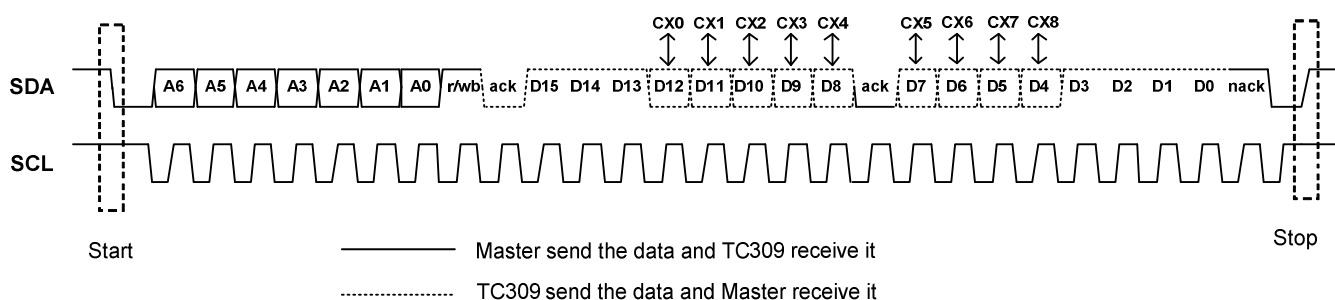 CX0 CX1 CX2 CX3 CX4 CX5 CX6 CX7 CX8
SDA A6 A5 A4 A3 A2 A1 A0 r/wb ack D15 D14 D13 D12 D11 D10 D9 D8 ack D7 D6 D5 D4 D3 D2 D1 D0 nack
SCL
Start
Stop
Master send the data and TC309 receive it
TC309 send the data and Master receive it